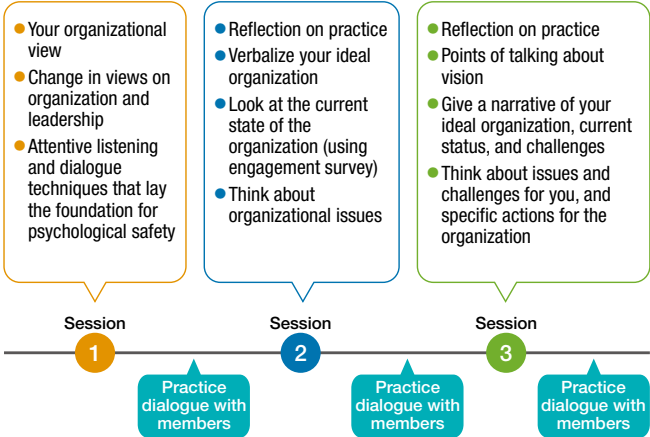 Your organizational
view
Change in views on
organization and
leadership
Attentive listening
and dialogue
techniques that lay
the foundation for
psychological safety
Reflection on practice
Verbalize your ideal
organization
Look at the current
state of the
organization (using
engagement survey)
Think about
organizational issues
Reflection on practice
Points of talking about
vision
Give a narrative of your
ideal organization, current
status, and challenges
Think about issues and
challenges for you, and
specific actions for the
organization
Session
1
Session
2
Session
3
Practice
dialogue with
members
Practice
dialogue with
members
Practice
dialogue with
members